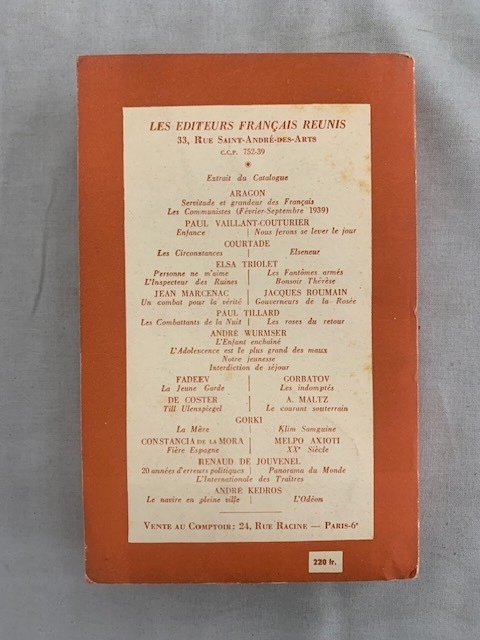 LES EDITEURS FRANÇAIS REUNIS
33, RUE SAINT-ANDRÉ-DES-ARTS
C.C.P. 752-39
Extrait du Catalogue
ARAGON
Servitude et grandeur des Français
Les Communistes (Février-Septembre 1939)
PAUL VAILLANT-COUTURIER
Enfance | Nous ferons se lever le jour
COURTADE
Les Circonstances | Elseneur
ELSA TRIOLET
Personne ne m'aime | Les Fantômes armés
L'Inspecteur des Ruines | Bonsoir Thérèse
JEAN MARCENAC | JACQUES ROUMAIN
Un combat pour la vérité | Gouverneurs de la Rosée
PAUL TILLARD
Les Combattants de la Nuit | Les roses du retour
ANDRÉ WURMSER
L'Enfant enchaîné
L'Adolescence est le plus grand des maux
Notre jeunesse
Interdiction de séjour
FADEEV | GORBATOV
La Jeune Garde | Les indomptés
DE COSTER | A. MALTZ
Till Ulenspiegel | Le courant souterrain
GORKI
La Mère | Klim Samguine
CONSTANCIA DE LA MORA | MELPO AXIOTI
Fière Espagne | XXe Siècle
RENAUD DE JOUVENEL
20 années d'erreurs politiques | Panorama du Monde
L'Internationale des Traîtres
ANDRÉ KEDROS
Le navire en pleine ville | L'Odéon
VENTE AU COMPTOIR : 24, RUE RACINE — PARIS-6e
220 fr.